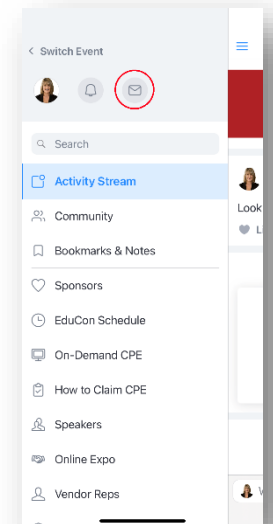 Switch Event
Search
Activity Stream
Community
Bookmarks & Notes
Sponsors
EduCon Schedule
On-Demand CPE
How to Claim CPE
Speakers
Online Expo
Vendor Reps
Look